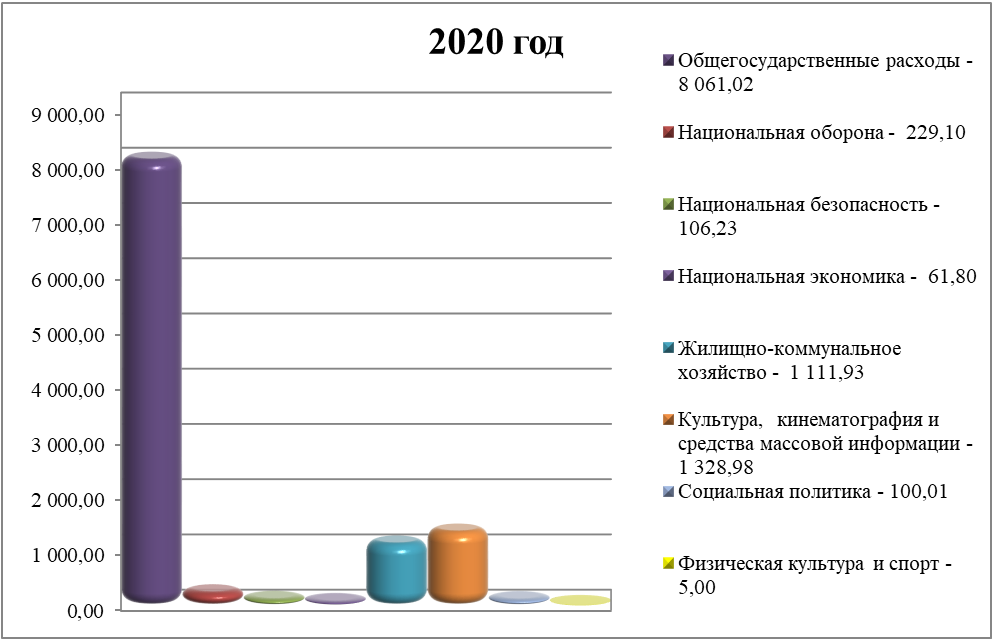 2020 год
9 000,00
8 000,00
7 000,00
6 000,00
5 000,00
4 000,00
3 000,00
2 000,00
1 000,00
0,00
Общегосударственные расходы -
8 061,02
Национальная оборона -  229,10
Национальная безопасность -
106,23
Национальная экономика -  61,80
Жилищно-коммунальное
хозяйство -  1 111,93
Культура,  кинематография и
средства массовой информации -
1 328,98
Социальная политика - 100,01
Физическая культура  и спорт -
5,00